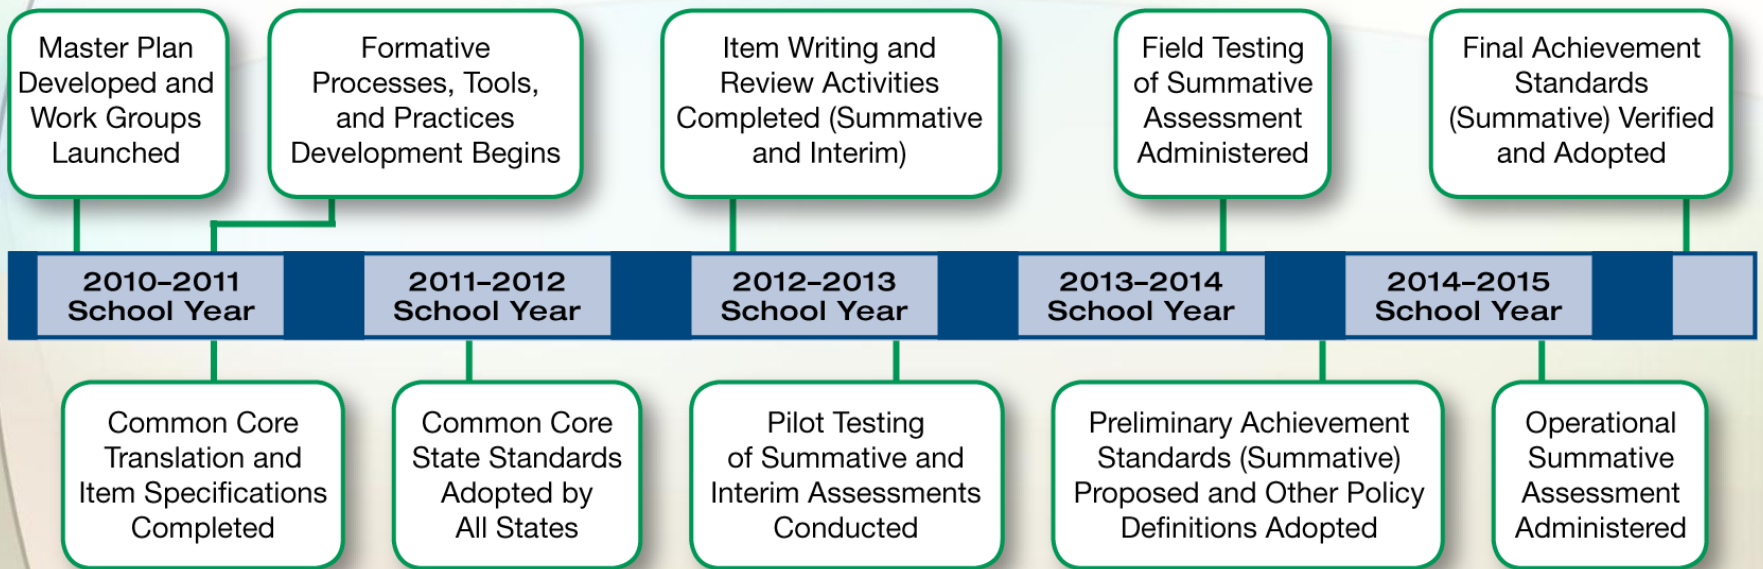 Master Plan
Developed and
Work Groups
Launched
Formative
Processes, Tools,
and Practices
Development Begins
Item Writing and
Review Activities
Completed (Summative
and Interim)
Field Testing
of Summative
Assessment
Administered
Final Achievement
Standards
(Summative) Verified
and Adopted
2010–2011
School Year
2011–2012
School Year
2012–2013
School Year
2013–2014
School Year
2014–2015
School Year
Common Core
Translation and
Item Specifications
Completed
Common Core
State Standards
Adopted by
All States
Pilot Testing
of Summative and
Interim Assessments
Conducted
Preliminary Achievement
Standards (Summative)
Proposed and Other Policy
Definitions Adopted
Operational
Summative
Assessment
Administered